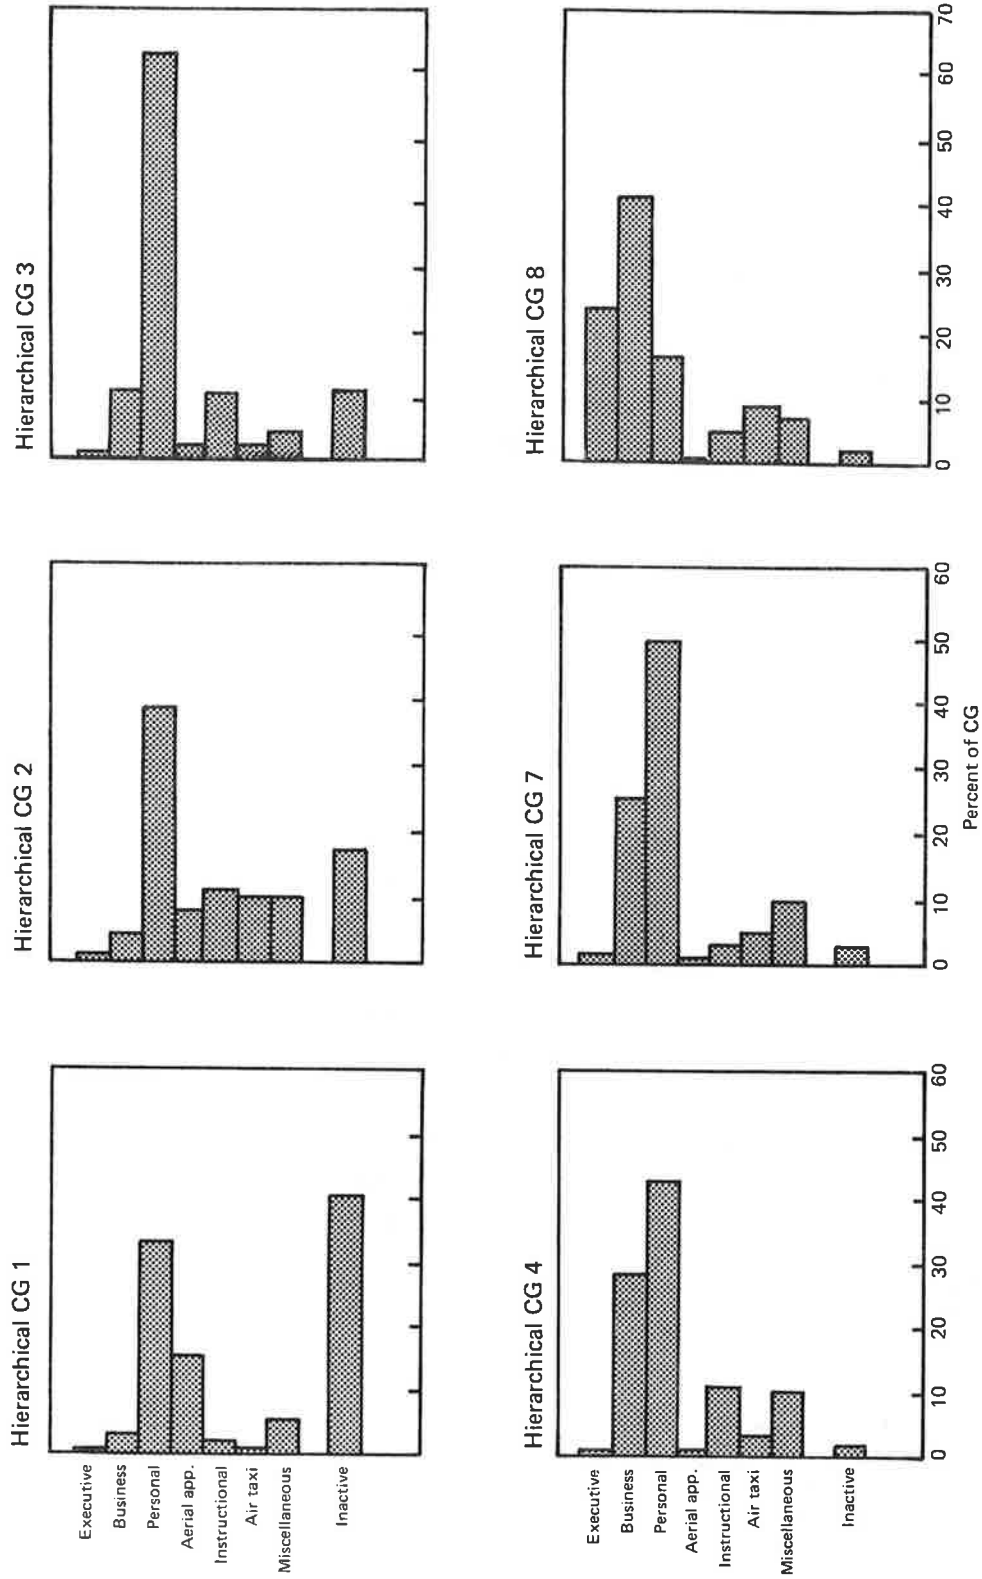 Hierarchical CG 1
Hierarchical CG 2
Hierarchical CG 3
Executive
Business
Personal
Aerial app.
Instructional
Air taxi
Miscellaneous
Inactive
Hierarchical CG 4
Hierarchical CG 7
Hierarchical CG 8
Executive
Business
Personal
Aerial app.
Instructional
Air taxi
Miscellaneous
Inactive
0 10 20 30 40 50 60
0 10 20 30 40 50 60
0 10 20 30 40 50 60 70
Percent of CG